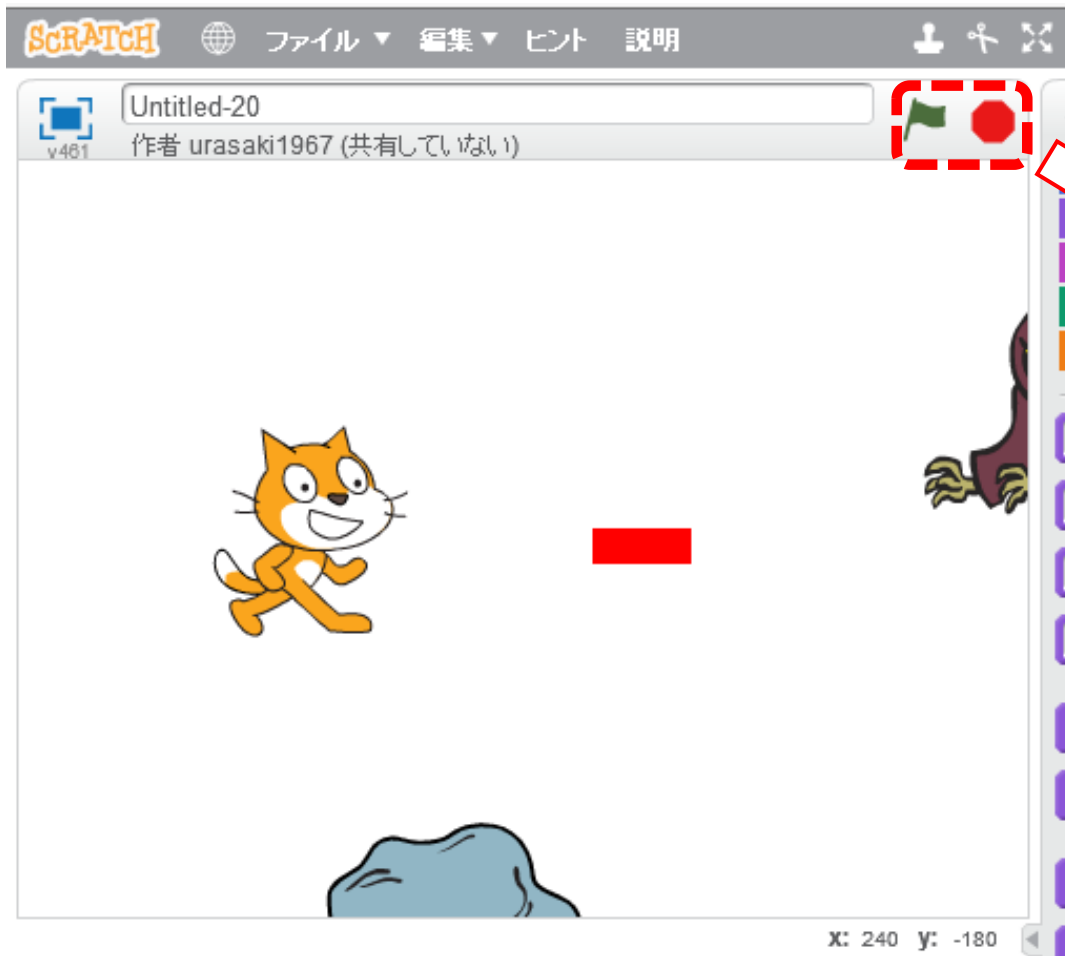 SCRATCH ファイル ▼ 編集 ▼ ヒント 説明
Untitled-20
v461
作者 urasaki1967 (共有していない)
X: 240 y: -180